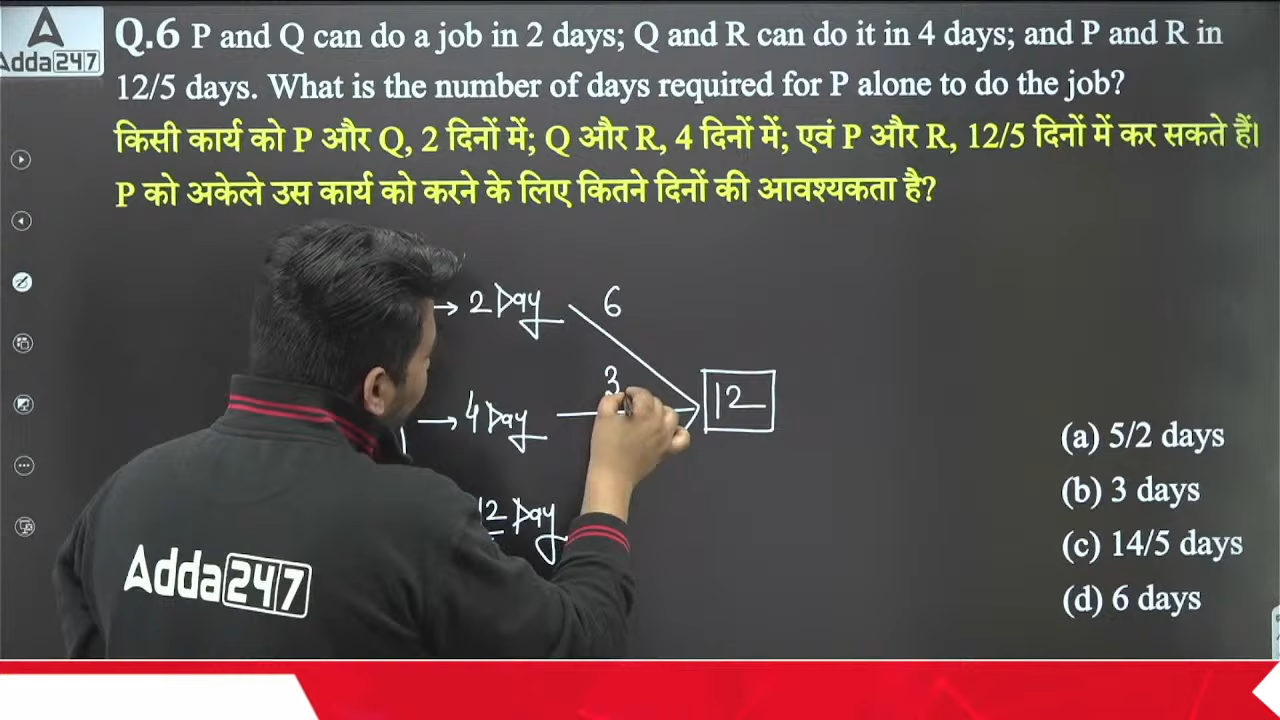 Adda247
Q.6 P and Q can do a job in 2 days; Q and R can do it in 4 days; and P and R in
12/5 days. What is the number of days required for P alone to do the job?
किसी कार्य को P और Q, 2 दिनों में; Q और R, 4 दिनों में; एवं P और R, 12/5 दिनों में कर सकते हैं।
P को अकेले उस कार्य को करने के लिए कितने दिनों की आवश्यकता है?
→ 2 Day 6
3
→ 4 Day 12
12 Day
(a) 5/2 days
(b) 3 days
(c) 14/5 days
(d) 6 days
Adda247